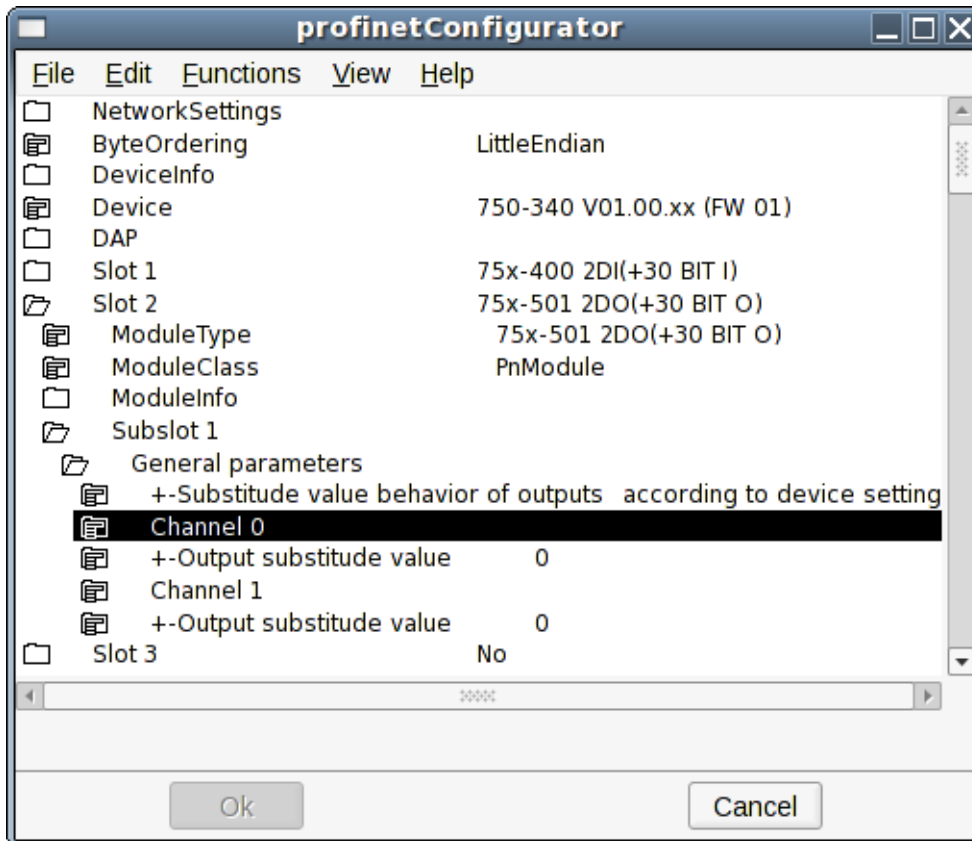 profinetConfigurator
File Edit Functions View Help
NetworkSettings
ByteOrdering LittleEndian
DeviceInfo
Device 750-340 V01.00.xx (FW 01)
DAP
Slot 1 75x-400 2DI(+30 BIT I)
Slot 2 75x-501 2DO(+30 BIT O)
ModuleType 75x-501 2DO(+30 BIT O)
ModuleClass PnModule
ModuleInfo
Subslot 1
General parameters
+-Substitude value behavior of outputs according to device setting
Channel 0
+-Output substitude value 0
Channel 1
+-Output substitude value 0
Slot 3 No
Ok Cancel